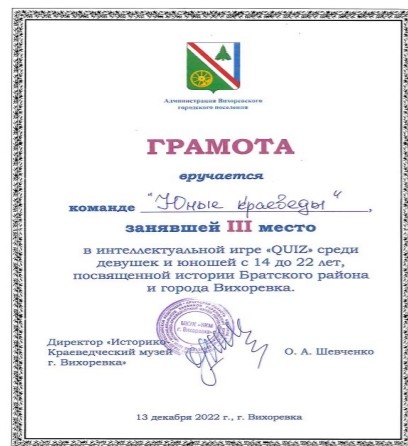 Администрация Вихоревского
городского поселения
ГРАМОТА
вручается
команде "Юные краеведы",
занявшей III место
в интеллектуальной игре «QUIZ» среди
девушек и юношей с 14 до 22 лет,
посвященной истории Братского района
и города Вихоревка.
Директор «Историко-
Краеведческий музей
г. Вихоревка»
О. А. Шевченко
13 декабря 2022 г., г. Вихоревка